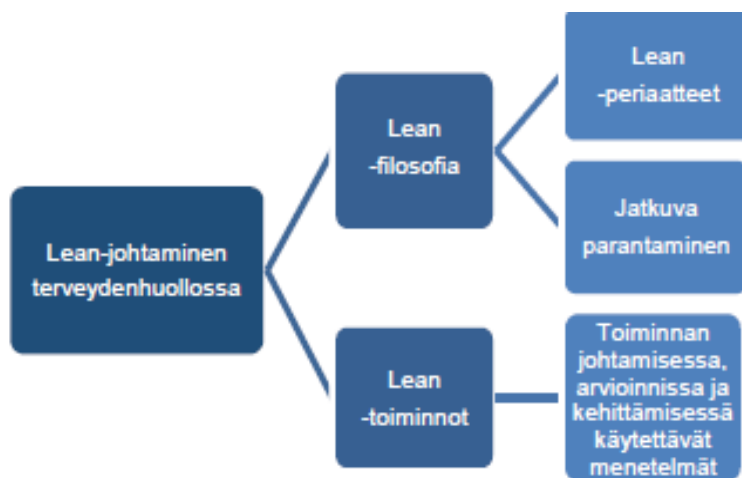 Lean-johtaminen
terveydenhuollossa
Lean
-filosofia
Lean
-toiminnot
Lean
-periaatteet
Jatkuva
parantaminen
Toiminnan
johtamisessa,
arvioinnissa ja
kehittämisessä
käytettävät
menetelmät